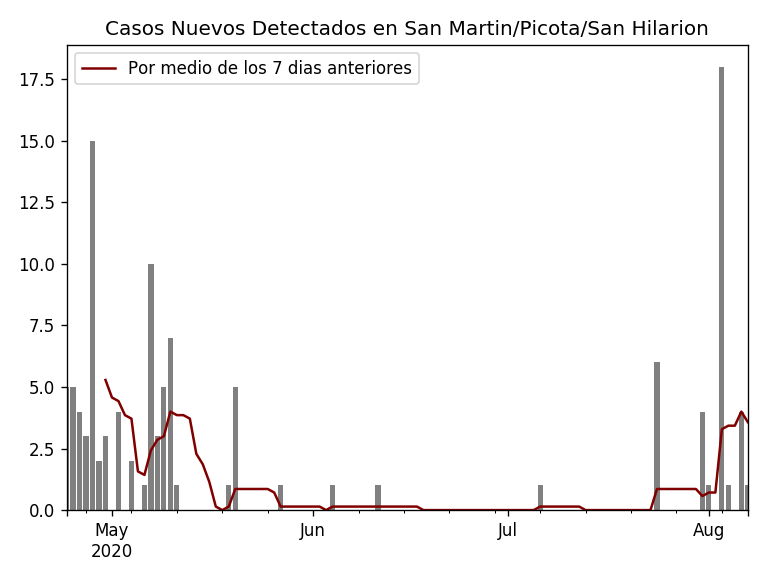 Casos Nuevos Detectados en San Martin/Picota/San Hilarion
Por medio de los 7 dias anteriores
17.5
15.0
12.5
10.0
7.5
5.0
2.5
0.0
May
2020
Jun
Jul
Aug